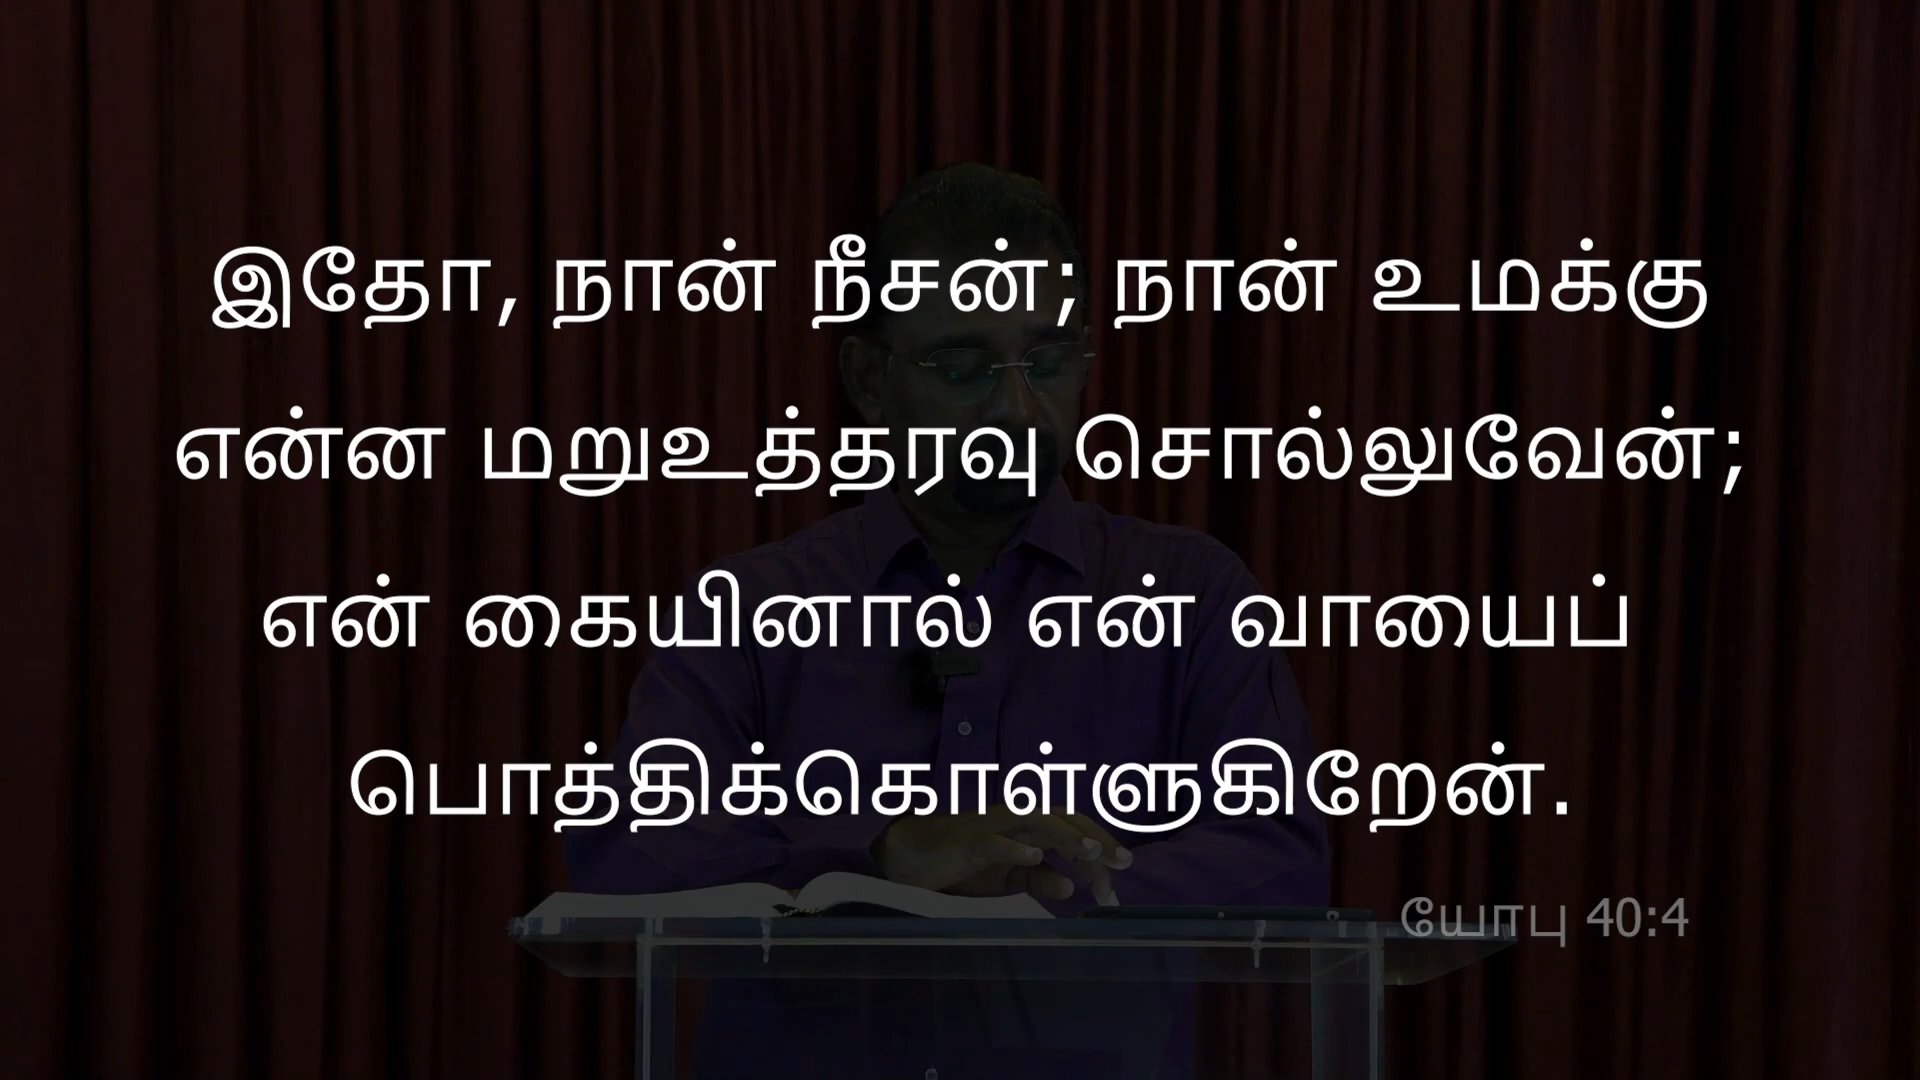 இதோ, நான் நீசன்; நான் உமக்கு
என்ன மறுஉத்தரவு சொல்லுவேன்;
என் கையினால் என் வாயைப்
பொத்திக்கொள்ளுகிறேன்.
யோபு 40:4